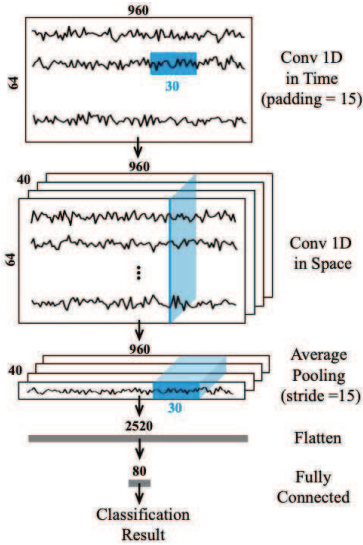 960
64
30
Conv 1D
in Time
(padding = 15)
960
40
64
Conv 1D
in Space
960
40
30
Average
Pooling
(stride =15)
2520
Flatten
80
Fully
Connected
Classification
Result